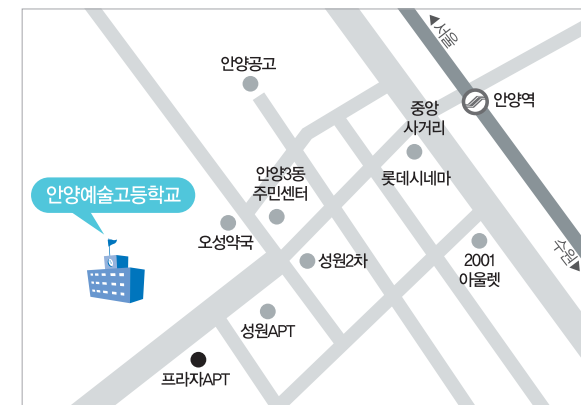 서울
안양공고
안양역
중앙
사거리
안양3동
주민센터
롯데시네마
안양예술고등학교
오성약국
성원2차
2001
아울렛
수원
성원APT
프라자APT